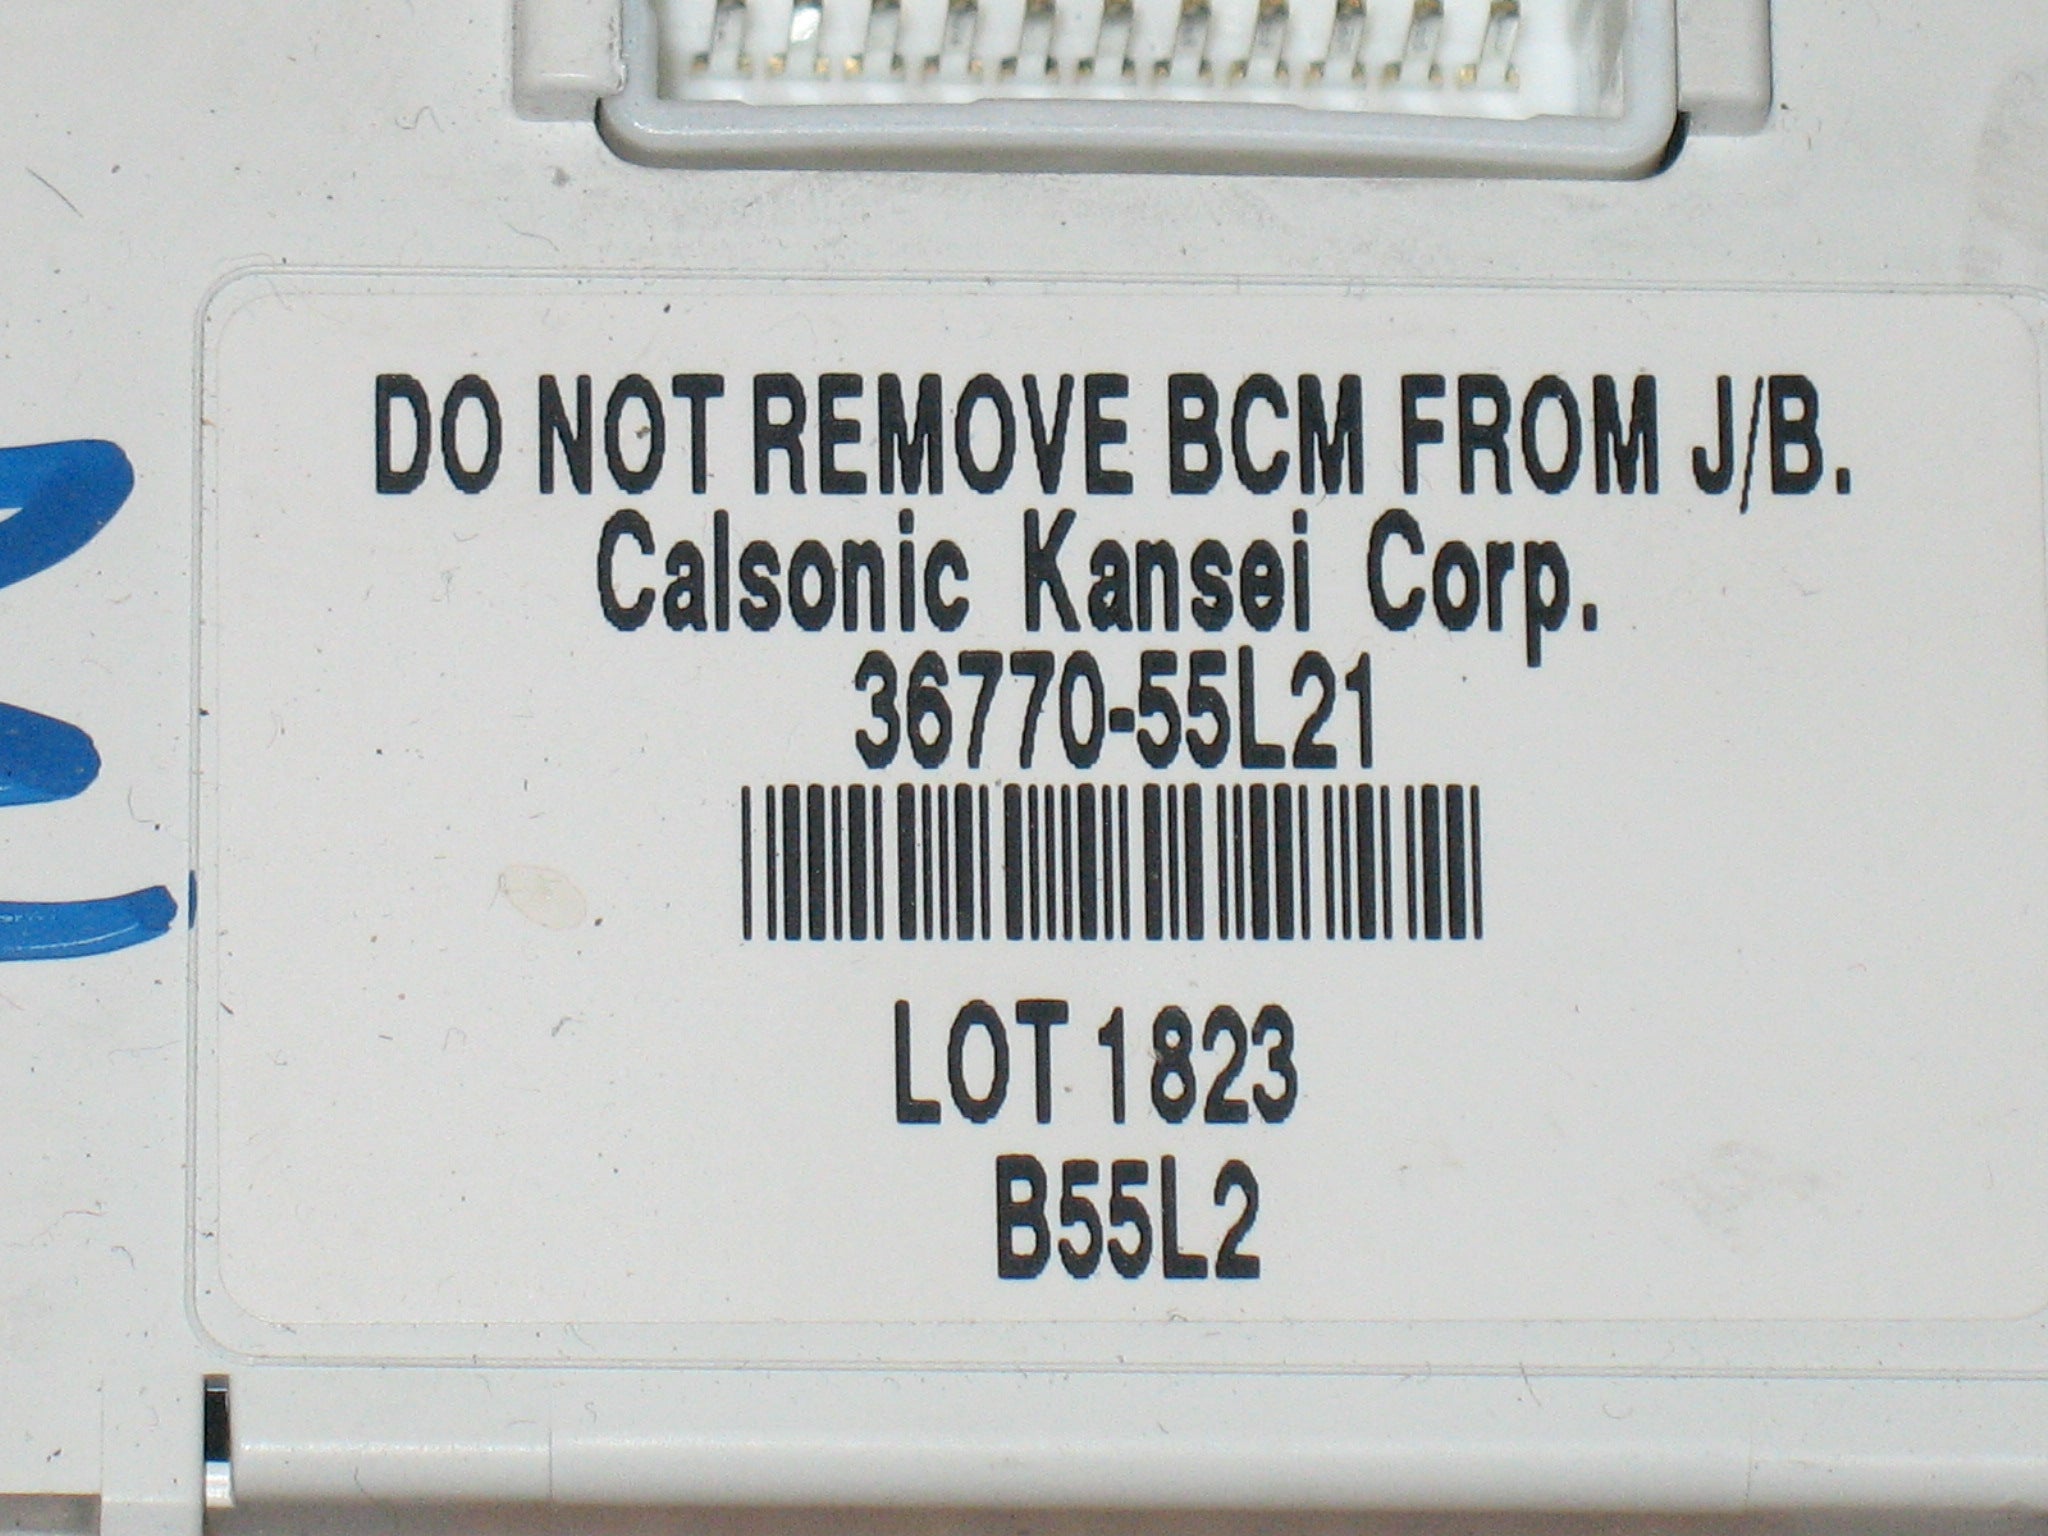 DO NOT REMOVE BCM FROM J/B.
Calsonic Kansei Corp.
36770-55L21
LOT 1823
B55L2